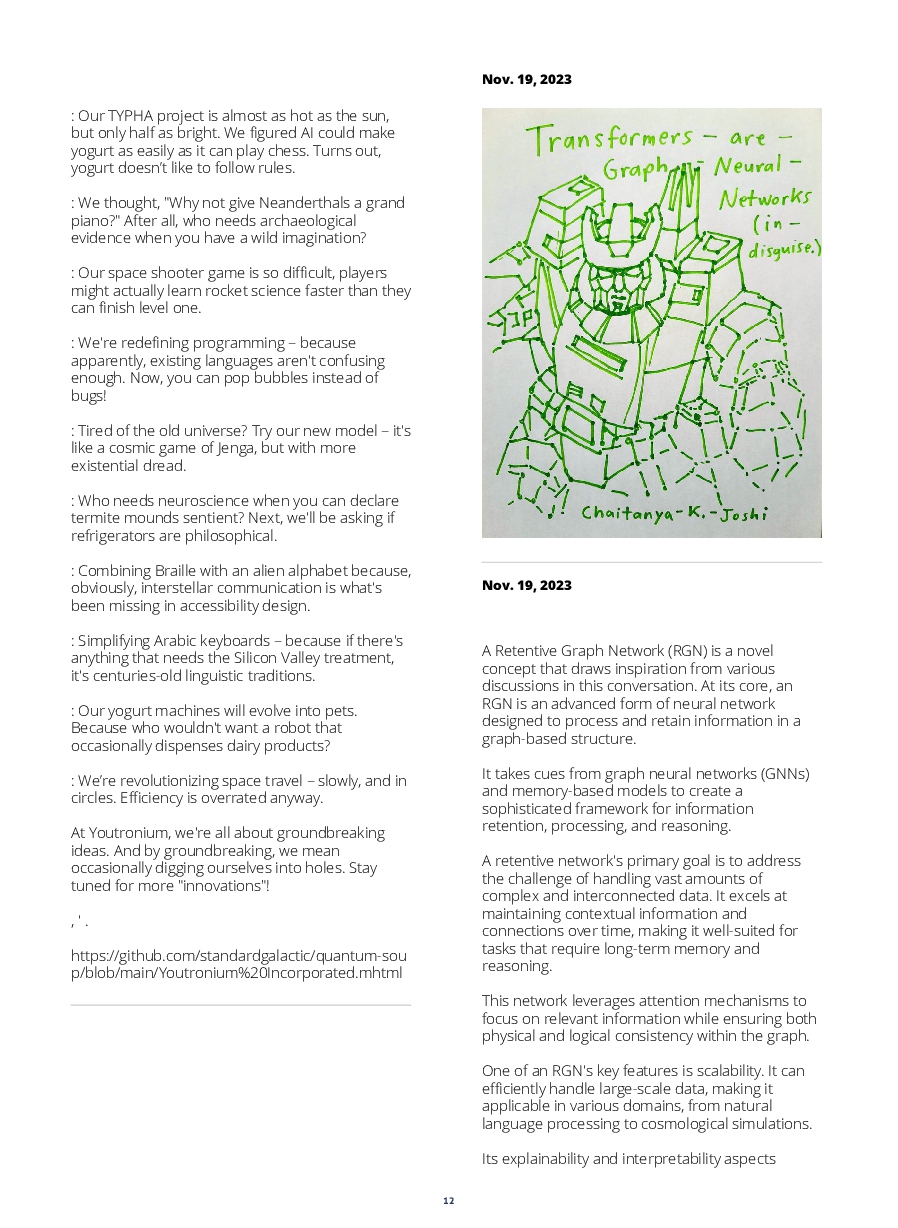 : Our TYPHA project is almost as hot as the sun,
but only half as bright. We figured AI could make
yogurt as easily as it can play chess. Turns out,
yogurt doesn’t like to follow rules.
: We thought, "Why not give Neanderthals a grand
piano?" After all, who needs archaeological
evidence when you have a wild imagination?
: Our space shooter game is so difficult, players
might actually learn rocket science faster than they
can finish level one.
: We're redefining programming – because
apparently, existing languages aren't confusing
enough. Now, you can pop bubbles instead of
bugs!
: Tired of the old universe? Try our new model – it's
like a cosmic game of Jenga, but with more
existential dread.
: Who needs neuroscience when you can declare
termite mounds sentient? Next, we'll be asking if
refrigerators are philosophical.
: Combining Braille with an alien alphabet because,
obviously, interstellar communication is what's
been missing in accessibility design.
: Simplifying Arabic keyboards – because if there's
anything that needs the Silicon Valley treatment,
it's centuries-old linguistic traditions.
: Our yogurt machines will evolve into pets.
Because who wouldn't want a robot that
occasionally dispenses dairy products?
: We’re revolutionizing space travel – slowly, and in
circles. Efficiency is overrated anyway.
At Youtronium, we're all about groundbreaking
ideas. And by groundbreaking, we mean
occasionally digging ourselves into holes. Stay
tuned for more "innovations"!
, ' .
https://github.com/standardgalactic/quantum-sou
p/blob/main/Youtronium%20Incorporated.mhtml
Nov. 19, 2023
Transformers - are -
Graph - Neural -
Networks
(in -
disguise.)
Chaitanya-K.-Joshi
Nov. 19, 2023
A Retentive Graph Network (RGN) is a novel
concept that draws inspiration from various
discussions in this conversation. At its core, an
RGN is an advanced form of neural network
designed to process and retain information in a
graph-based structure.
It takes cues from graph neural networks (GNNs)
and memory-based models to create a
sophisticated framework for information
retention, processing, and reasoning.
A retentive network's primary goal is to address
the challenge of handling vast amounts of
complex and interconnected data. It excels at
maintaining contextual information and
connections over time, making it well-suited for
tasks that require long-term memory and
reasoning.
This network leverages attention mechanisms to
focus on relevant information while ensuring both
physical and logical consistency within the graph.
One of an RGN's key features is scalability. It can
efficiently handle large-scale data, making it
applicable in various domains, from natural
language processing to cosmological simulations.
Its explainability and interpretability aspects
12